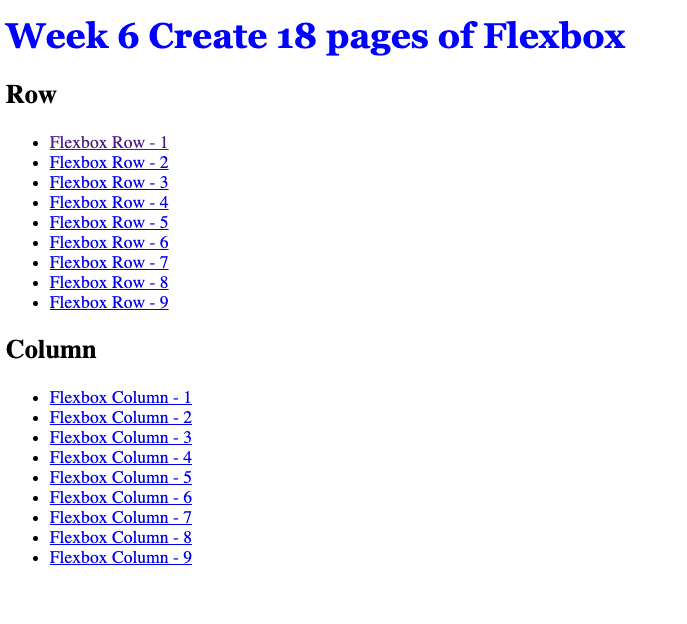 Week 6 Create 18 pages of Flexbox
Row
Flexbox Row - 1
Flexbox Row - 2
Flexbox Row - 3
Flexbox Row - 4
Flexbox Row - 5
Flexbox Row - 6
Flexbox Row - 7
Flexbox Row - 8
Flexbox Row - 9
Column
Flexbox Column - 1
Flexbox Column - 2
Flexbox Column - 3
Flexbox Column - 4
Flexbox Column - 5
Flexbox Column - 6
Flexbox Column - 7
Flexbox Column - 8
Flexbox Column - 9